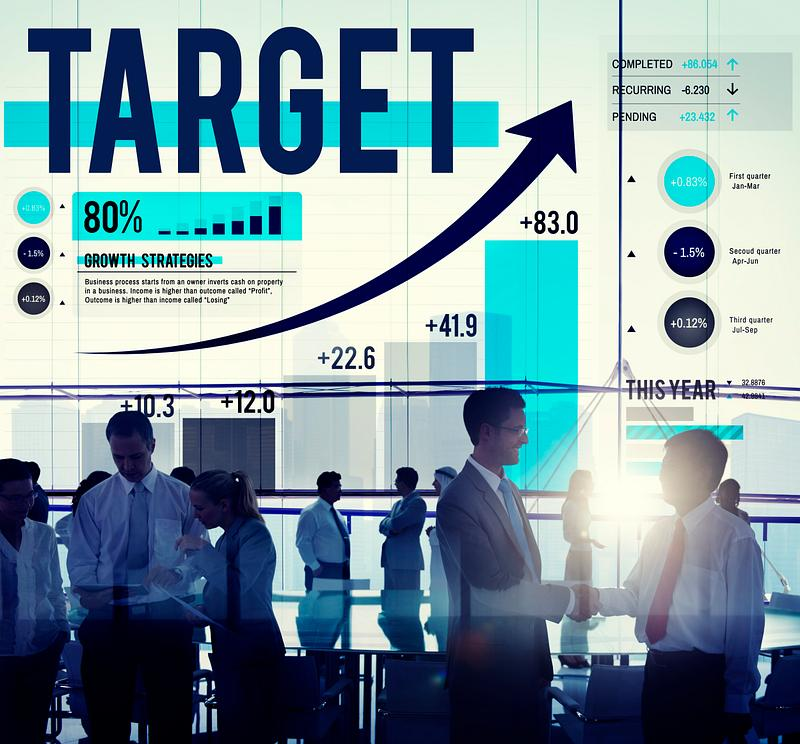 TARGET
COMPLETED +86.054
RECURRING -6.230
PENDING +23.432
+0.83%
- 1.5%
+0.12%
80%
GROWTH STRATEGIES
Business process starts from an owner inverts cash on property
in a business. Income is higher than outcome called "Profit",
Outcome is higher than income called "Losing"
+10.3
+12.0
+22.6
+41.9
+83.0
+0.83%
First quarter
Jan-Mar
- 1.5%
Secoud quarter
Apr-Jun
+0.12%
Third quarter
Jul-Sep
THIS YEAR
32.8876